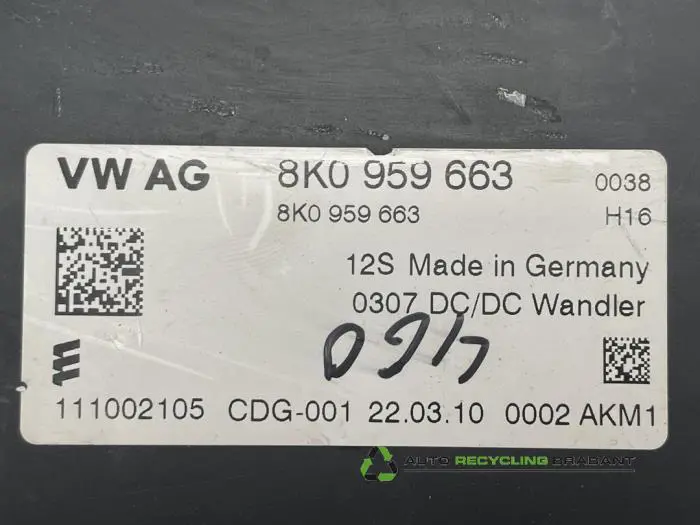 VW AG 8K0 959 663 0038
8K0 959 663 H16
12S Made in Germany
0307 DC/DC Wandler
111002105 CDG-001 22.03.10 0002 AKM1
AUTO RECYCLING BRABANT